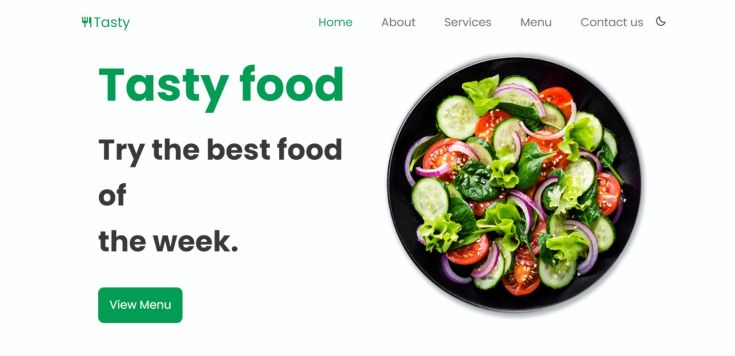 Tasty
Home About Services Menu Contact us
Tasty food
Try the best food
of
the week.
View Menu